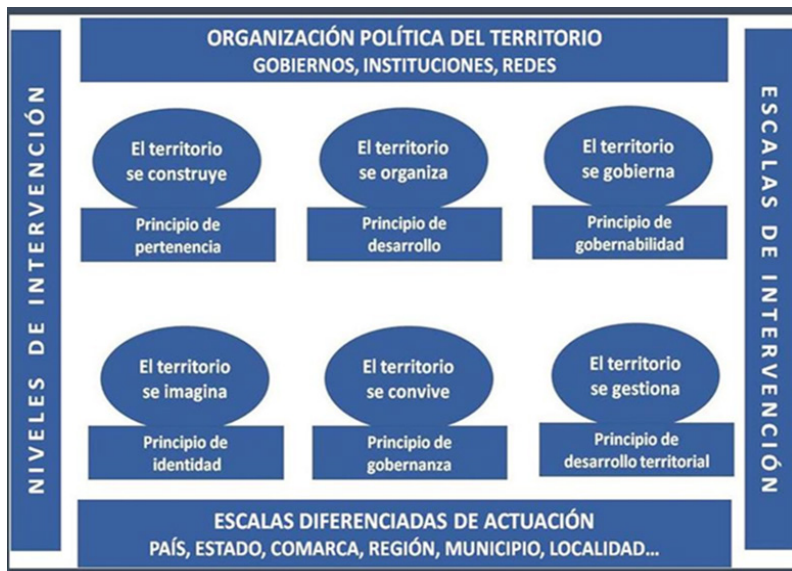 ORGANIZACIÓN POLÍTICA DEL TERRITORIO
GOBIERNOS, INSTITUCIONES, REDES
NIVELES DE INTERVENCIÓN
El territorio
se construye
Principio de
pertenencia
El territorio
se organiza
Principio de
desarrollo
El territorio
se gobierna
Principio de
gobernabilidad
El territorio
se imagina
Principio de
identidad
El territorio
se convive
Principio de
gobernanza
El territorio
se gestiona
Principio de
desarrollo territorial
ESCALAS DE INTERVENCIÓN
ESCALAS DIFERENCIADAS DE ACTUACIÓN
PAÍS, ESTADO, COMARCA, REGIÓN, MUNICIPIO, LOCALIDAD...